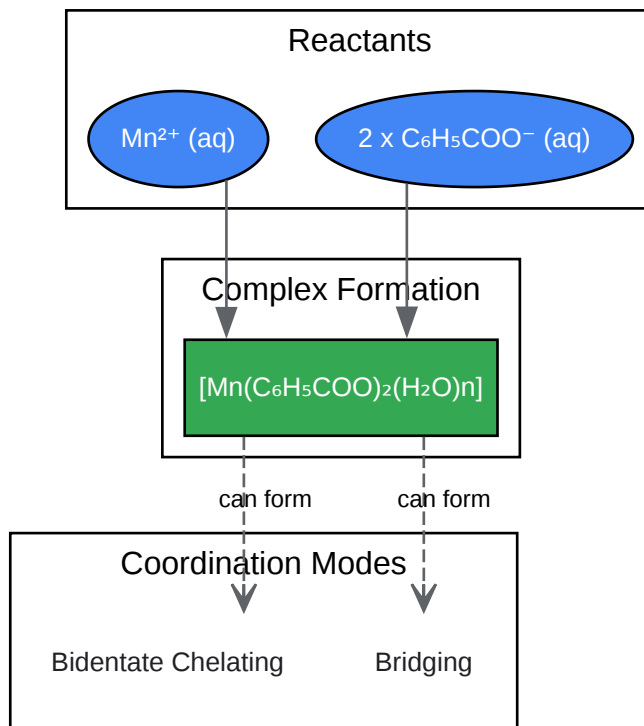 Reactants
Mn²⁺ (aq)
2 x C₆H₅COO⁻ (aq)
Complex Formation
[Mn(C₆H₅COO)₂(H₂O)n]
can form
can form
Coordination Modes
Bidentate Chelating
Bridging